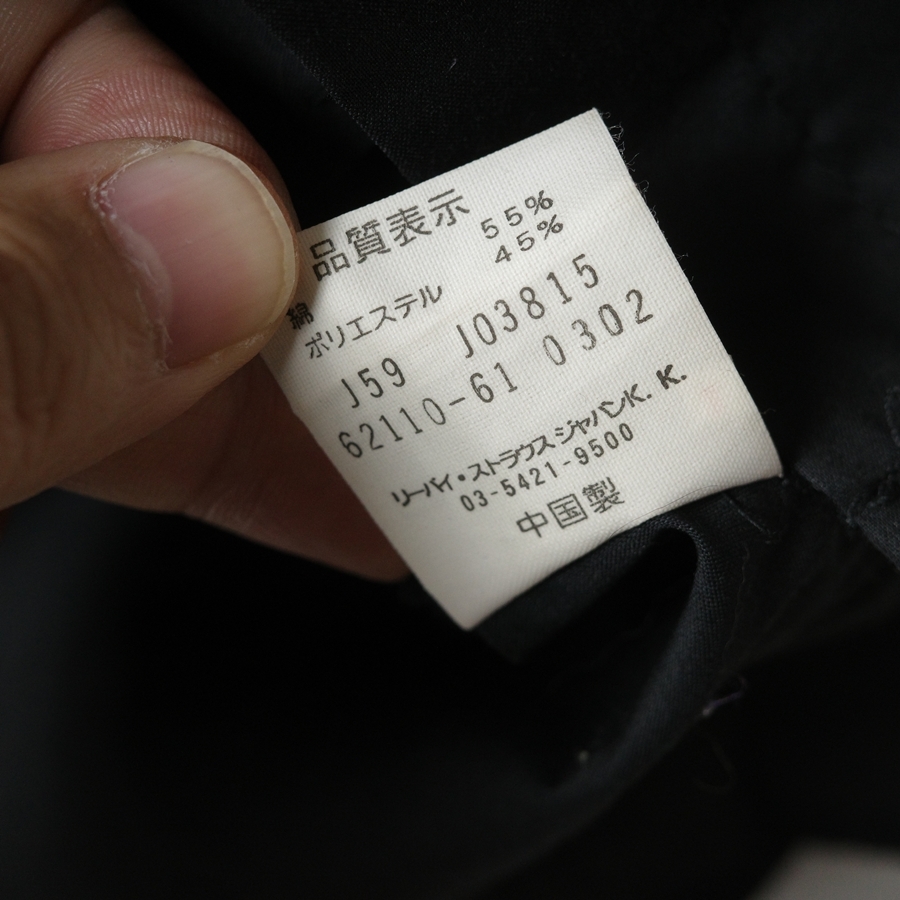 品質表示
綿 55%
ポリエステル 45%
J59 J03815
62110-61 0302
リーバイ・ストラウスジャパンK.K.
03-5421-9500
中国製